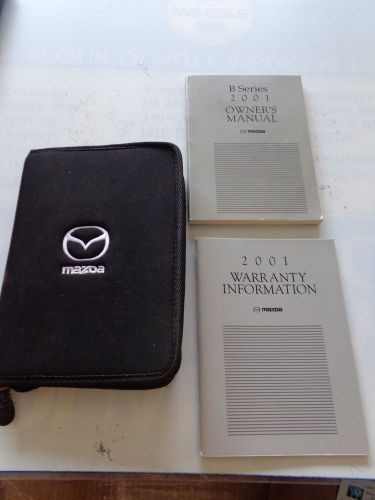 B Series
2001
OWNER'S
MANUAL
mazda
2001
WARRANTY
INFORMATION
mazda
mazda